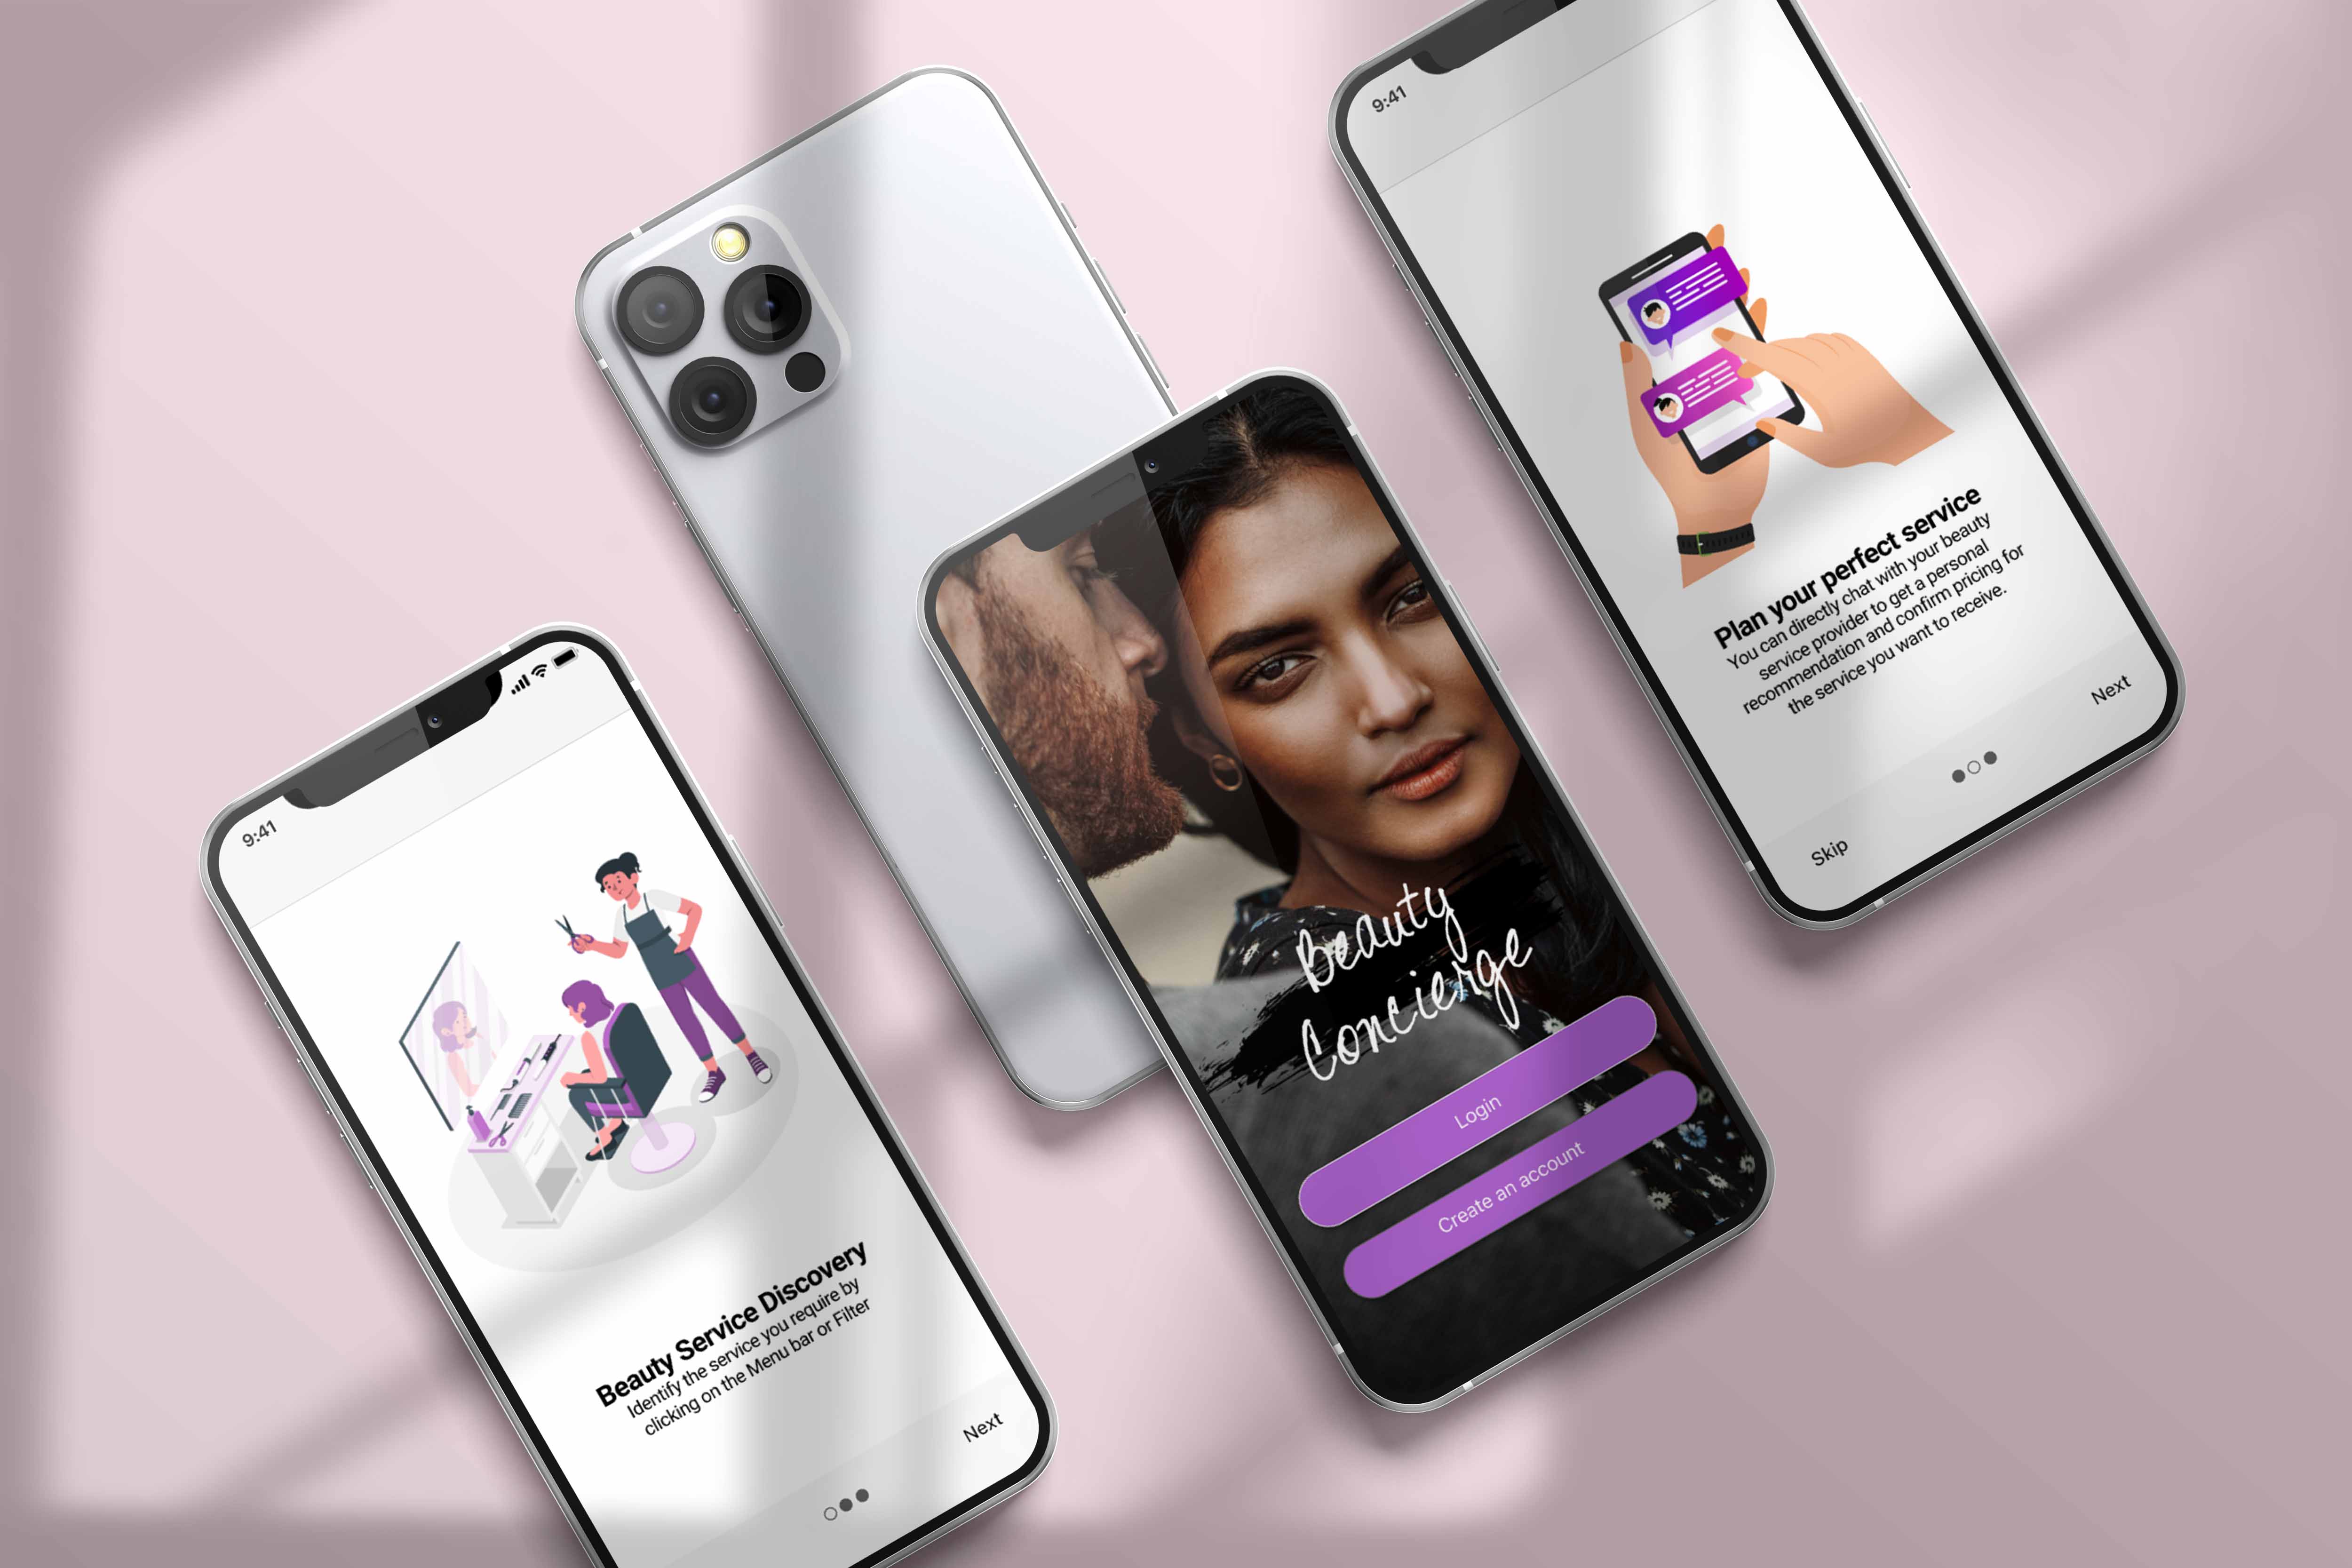 9:41
Beauty Service Discovery
Identify the service you require by
clicking on the Menu bar or Filter
Next
Beauty
Concierge
Login
Create an account
9:41
Plan your perfect service
You can directly chat with your beauty
service provider to get a personal
recommendation and confirm pricing for
the service you want to receive.
Skip
Next